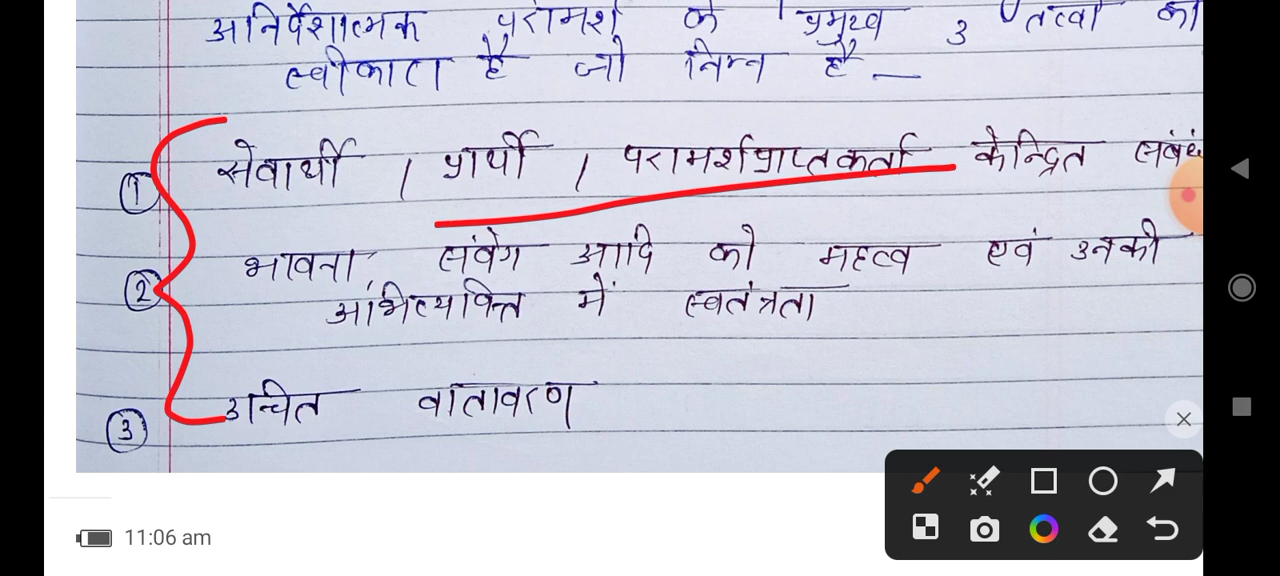 अनिर्देशात्मक परामर्श के प्रमुख 3 तत्वो को
स्वीकारा है जो निम्न है —
① सेवार्थी / प्रार्थी / परामर्शप्राप्तकर्ता केन्द्रित संबंध
② भावना, संवेग आदि को महत्व एवं उनकी
अभिव्यक्ति में स्वतंत्रता
③ उचित वातावरण
11:06 am